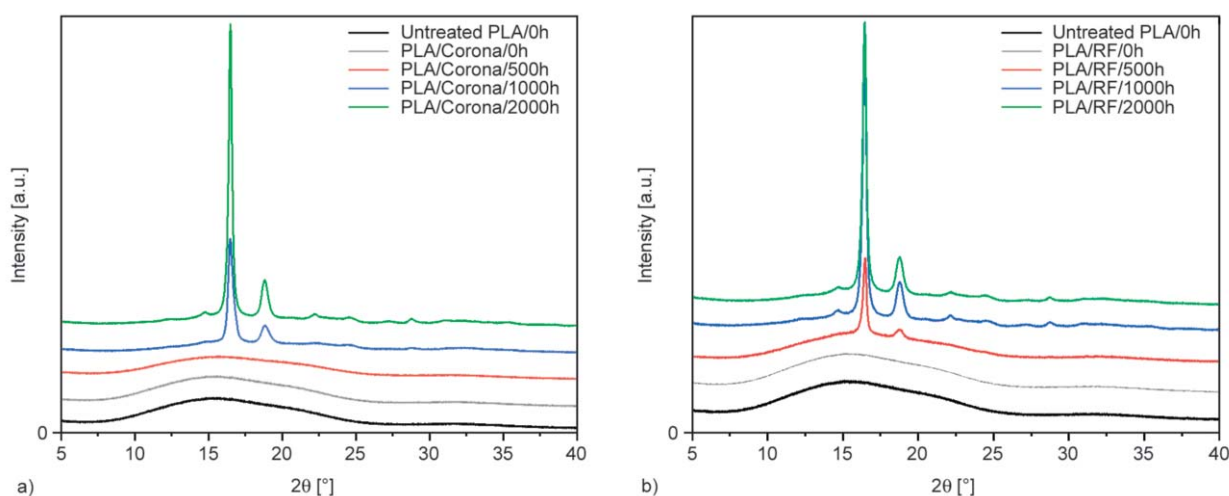 Untreated PLA/0h
PLA/Corona/0h
PLA/Corona/500h
PLA/Corona/1000h
PLA/Corona/2000h
Intensity [a.u.]
0
5 10 15 20 25 30 35 40
2θ [°]
a)
Untreated PLA/0h
PLA/RF/0h
PLA/RF/500h
PLA/RF/1000h
PLA/RF/2000h
Intensity [a.u.]
0
5 10 15 20 25 30 35 40
2θ [°]
b)